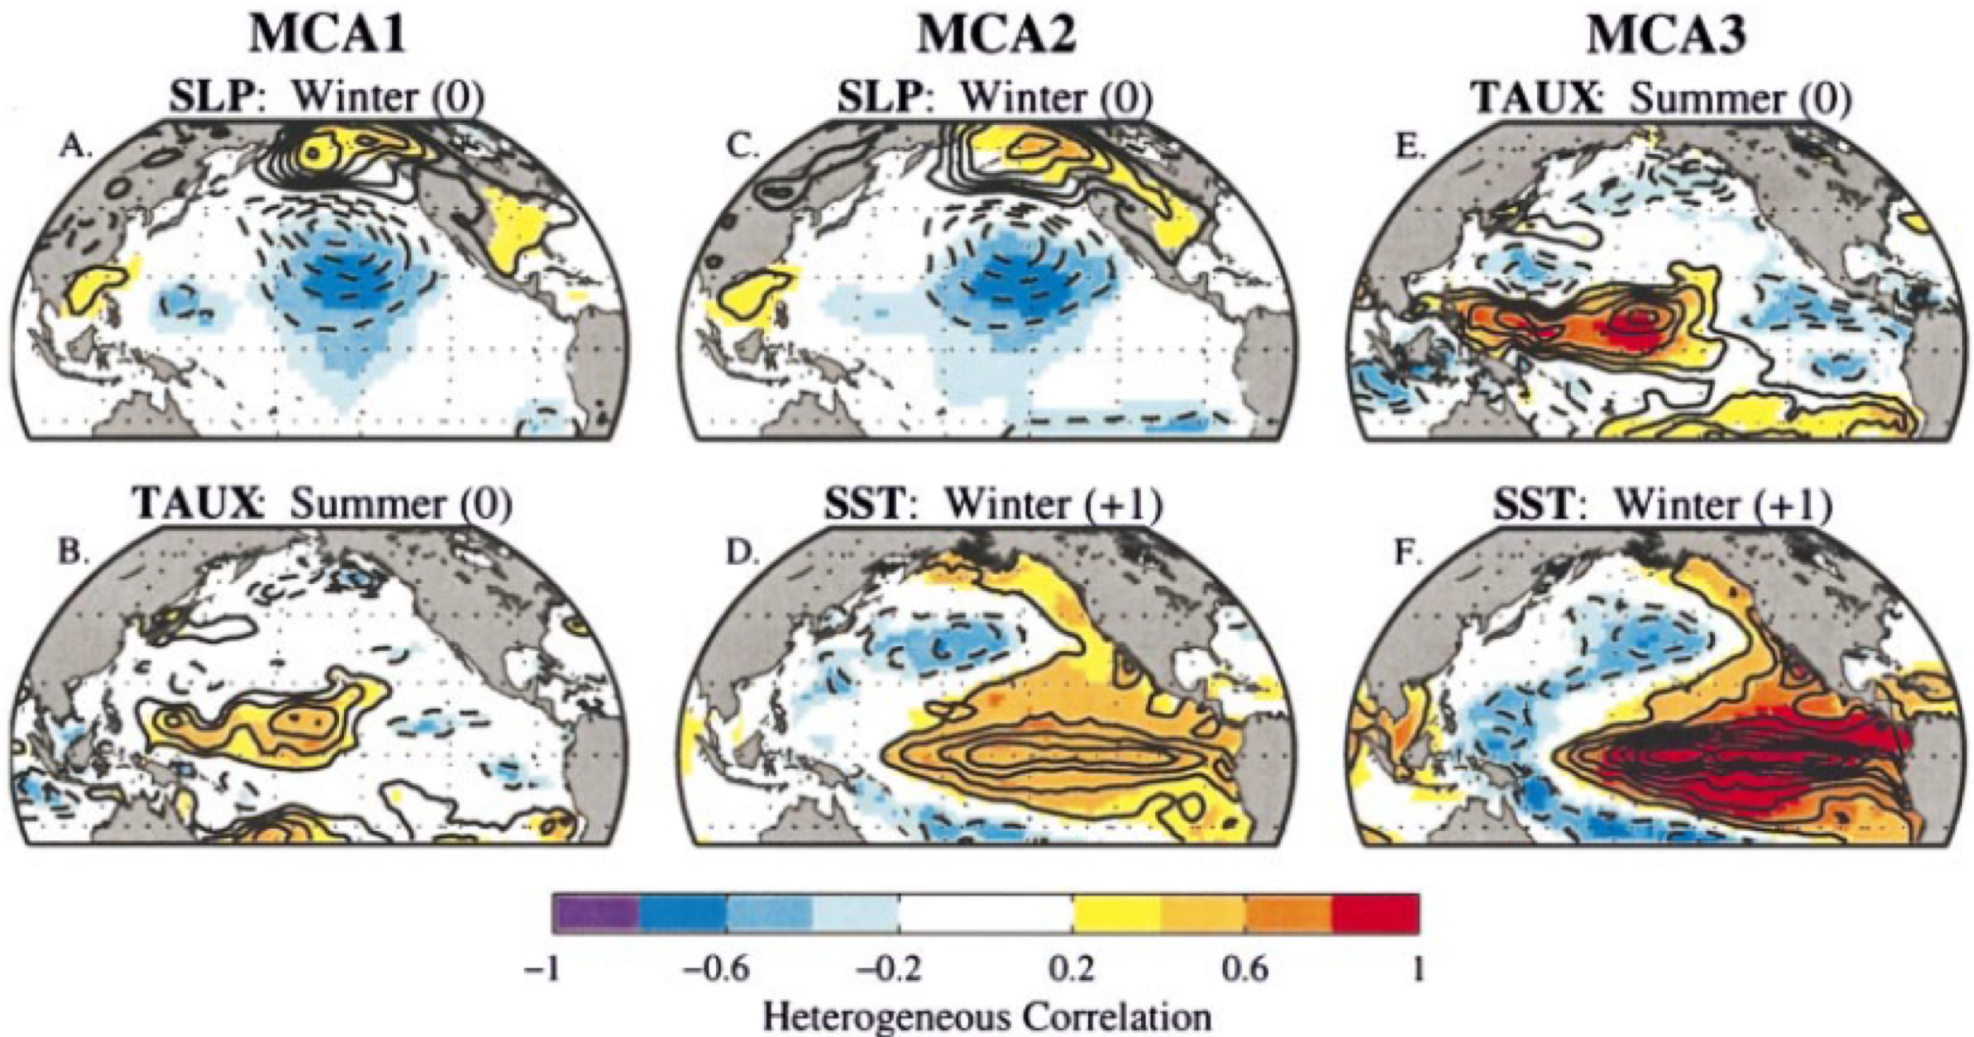 MCA1 MCA2 MCA3
SLP: Winter (0) SLP: Winter (0) TAUX: Summer (0)
A. C. E.
TAUX: Summer (0) SST: Winter (+1) SST: Winter (+1)
B. D. F.
−1 −0.6 −0.2 0.2 0.6 1
Heterogeneous Correlation